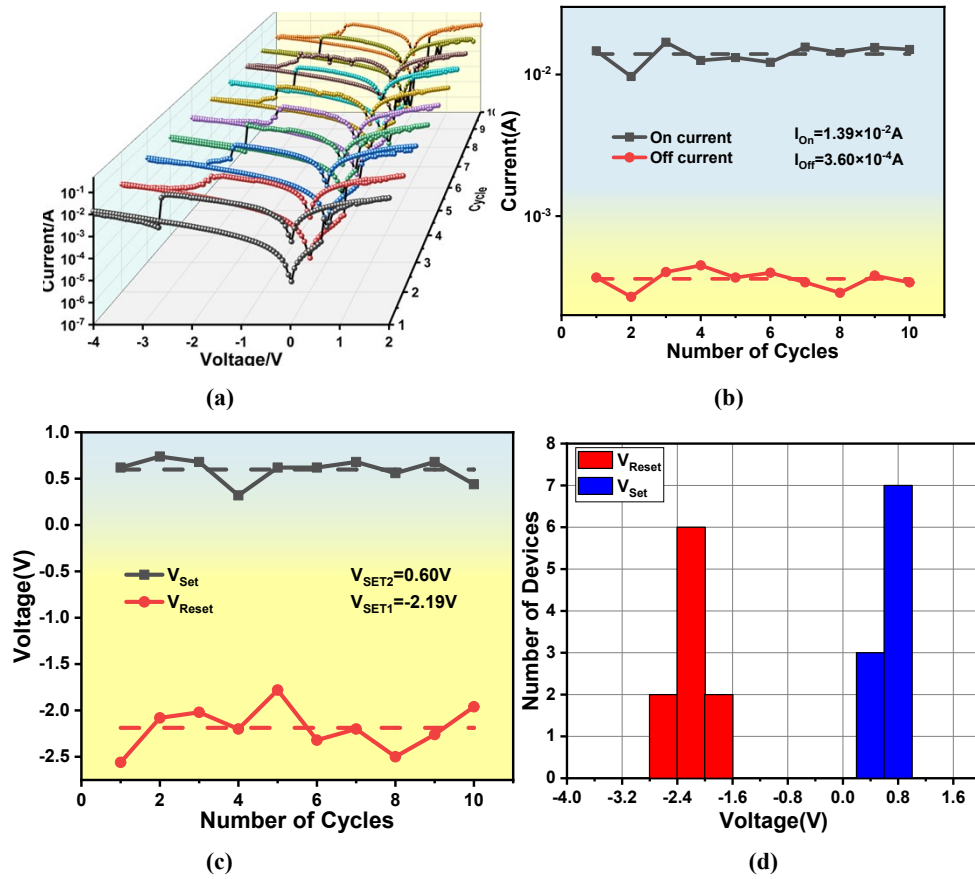 Current/A
10⁻¹
10⁻²
10⁻³
10⁻⁴
10⁻⁵
10⁻⁶
10⁻⁷
-4 -3 -2 -1 0 1 2
Voltage/V
1
2
3
4
5
6
7
8
9
10
Cycle
(a)
Current(A)
10⁻²
10⁻³
On current
Off current
I_On=1.39×10⁻²A
I_Off=3.60×10⁻⁴A
0 2 4 6 8 10
Number of Cycles
(b)
Voltage(V)
1.0
0.5
0.0
-0.5
-1.0
-1.5
-2.0
-2.5
V_Set
V_Reset
V_SET2=0.60V
V_SET1=-2.19V
0 2 4 6 8 10
Number of Cycles
(c)
Number of Devices
8
7
6
5
4
3
2
1
0
V_Reset
V_Set
-4.0 -3.2 -2.4 -1.6 0.0 0.8 1.6
Voltage(V)
(d)